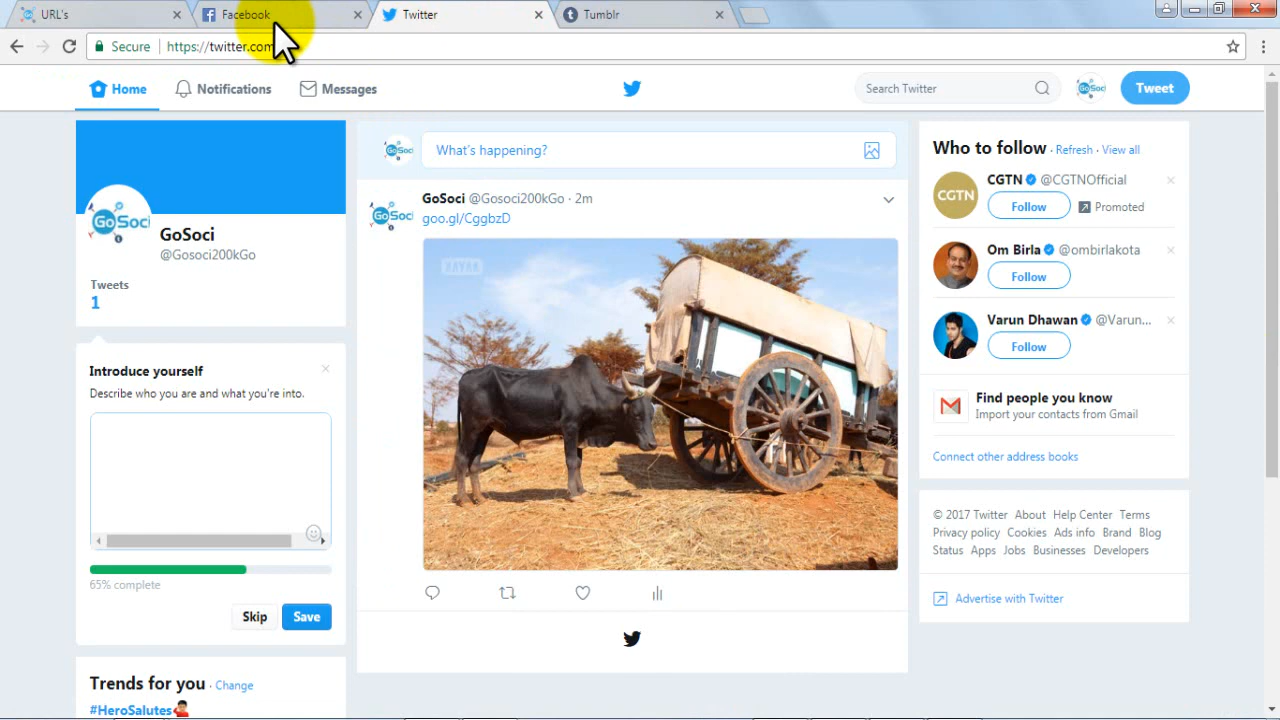 URL's
Facebook
Twitter
Tumblr
Secure https://twitter.com
Home Notifications Messages
Search Twitter
GoSoci
Tweet
GoSoci
GoSoci
@Gosoci200kGo
Tweets
1
Introduce yourself
Describe who you are and what you're into.
65% complete
Skip Save
Trends for you · Change
#HeroSalutes
GoSoci
What's happening?
GoSoci
GoSoci @Gosoci200kGo · 2m
goo.gl/CggbzD
Who to follow · Refresh · View all
CGTN
CGTN @CGTNOfficial
Follow Promoted
Om Birla @ombirlakota
Follow
Varun Dhawan @Varun...
Follow
Find people you know
Import your contacts from Gmail
Connect other address books
© 2017 Twitter About Help Center Terms
Privacy policy Cookies Ads info Brand Blog
Status Apps Jobs Businesses Developers
Advertise with Twitter